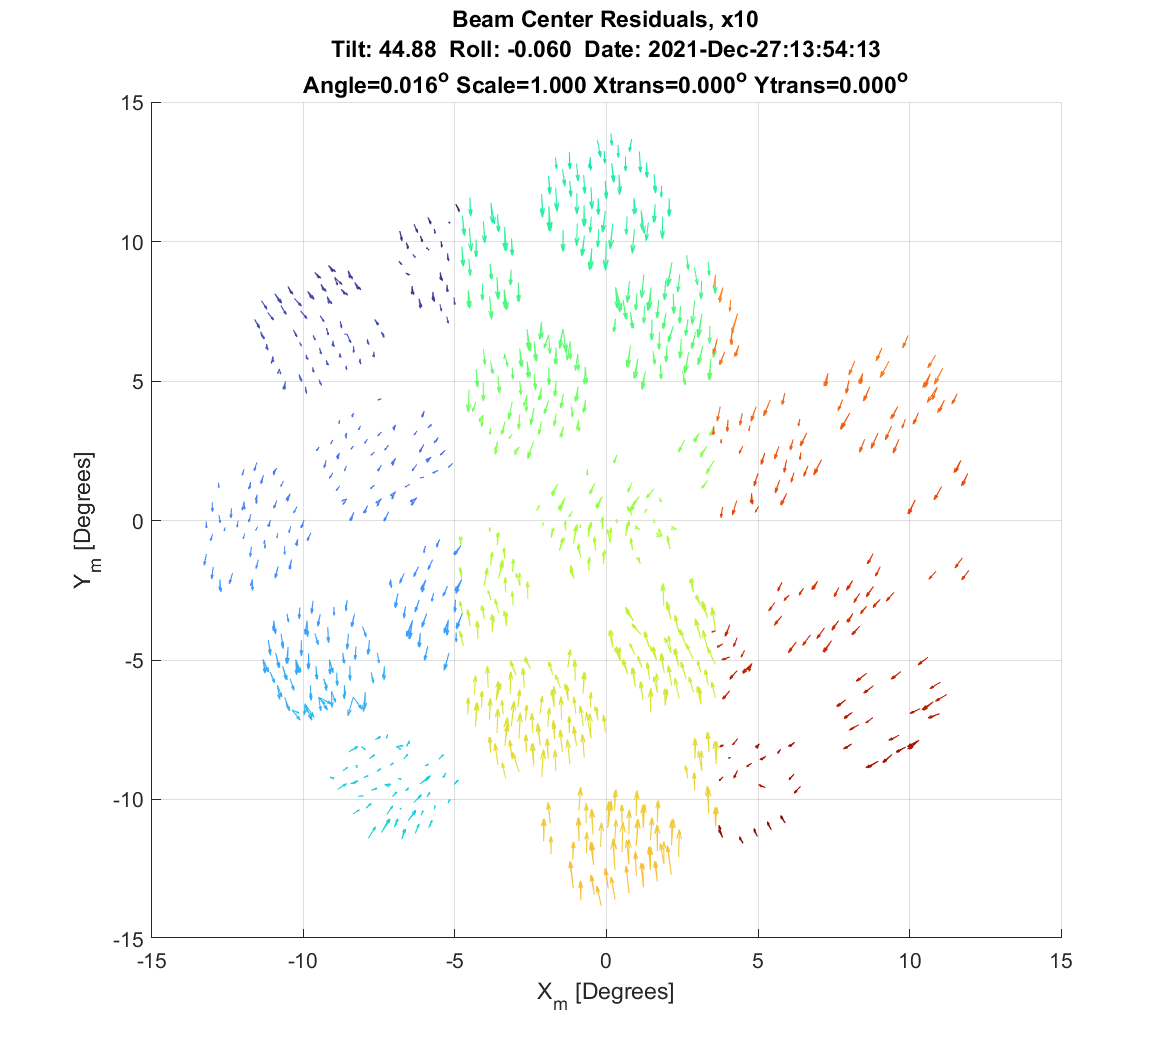 Beam Center Residuals, x10
Tilt: 44.88  Roll: -0.060  Date: 2021-Dec-27:13:54:13
Angle=0.016° Scale=1.000 Xtrans=0.000° Ytrans=0.000°
15
10
5
0
-5
-10
-15
Y_m [Degrees]
-15 -10 -5 0 5 10 15
X_m [Degrees]